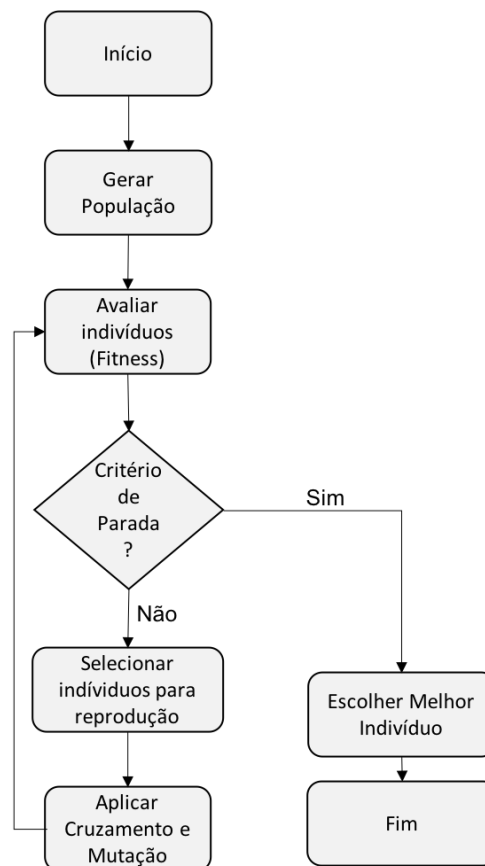 Início
Gerar
População
Avaliar
indivíduos
(Fitness)
Critério
de
Parada
?
Sim
Não
Selecionar
indíviduos para
reprodução
Escolher Melhor
Indivíduo
Aplicar
Cruzamento e
Mutação
Fim